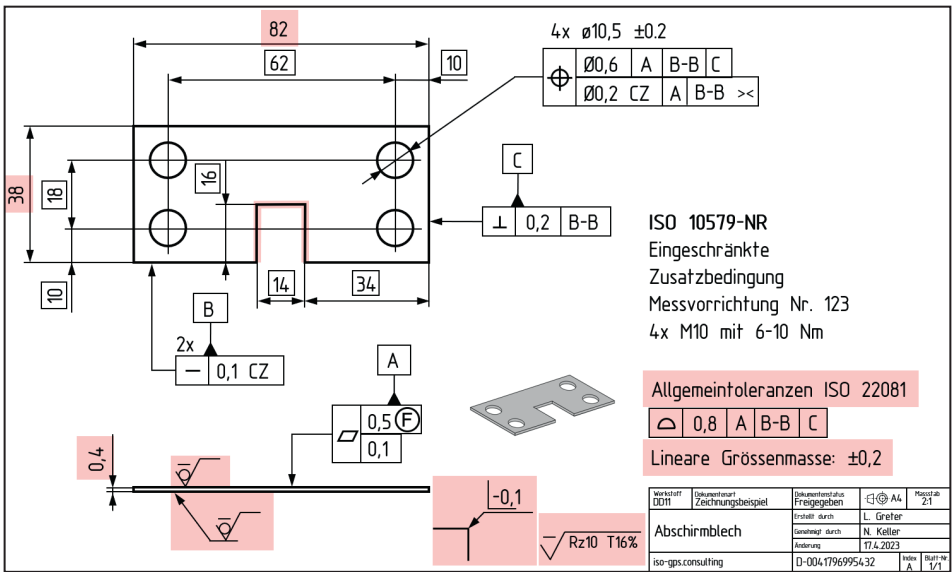 82
62
10
4x ø10,5 ±0.2
⌖ Ø0,6 A B-B C
Ø0,2 CZ A B-B ><
38
18
10
16
14
34
C
⊥ 0,2 B-B
B
2x
— 0,1 CZ
A
⏥ 0,5 Ⓕ
0,1
0,4
ISO 10579-NR
Eingeschränkte
Zusatzbedingung
Messvorrichtung Nr. 123
4x M10 mit 6-10 Nm
Allgemeintoleranzen ISO 22081
⌓ 0,8 A B-B C
Lineare Grössenmasse: ±0,2
-0,1
Rz10 T16%
Werkstoff Dokumentenart Dokumentenstatus A4 Massstab
DD11 Zeichnungsbeispiel Freigegeben 2:1
Abschirmblech
Erstellt durch L. Greter
Genehmigt durch N. Keller
Änderung 17.4.2023
iso-gps.consulting D-0041796995432 Index A Blatt-Nr. 1/1